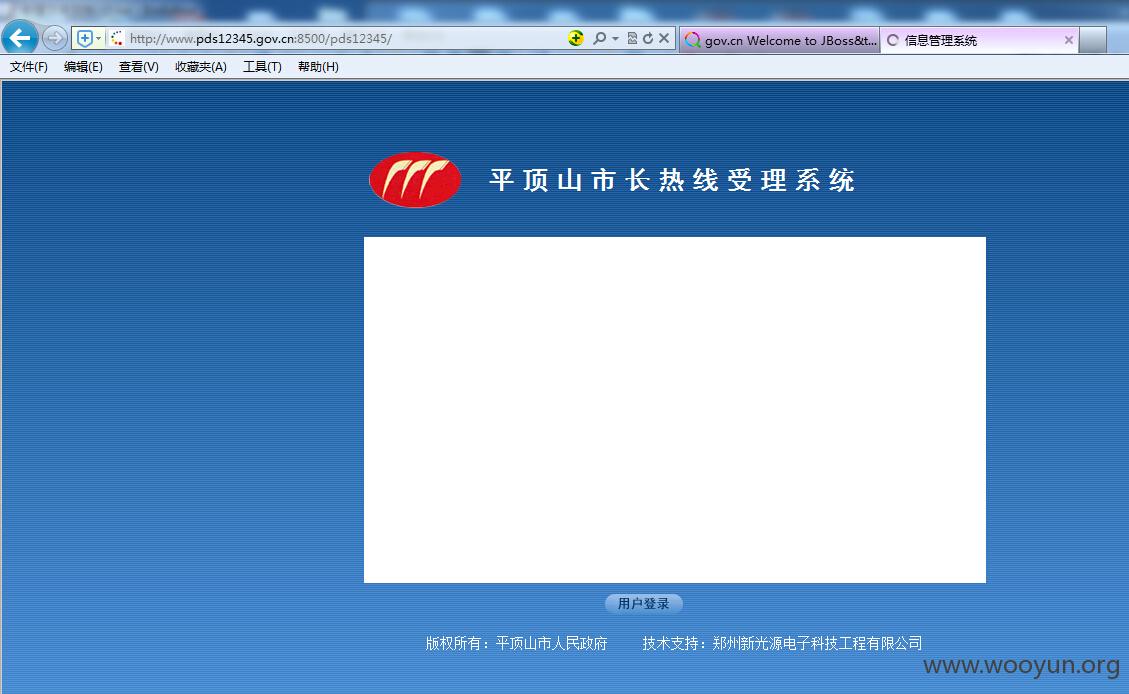 http://www.pds12345.gov.cn:8500/pds12345/
gov.cn Welcome to JBoss&t...
信息管理系统
文件(F) 编辑(E) 查看(V) 收藏夹(A) 工具(T) 帮助(H)
平顶山市长热线受理系统
用户登录
版权所有：平顶山市人民政府 技术支持：郑州新光源电子科技工程有限公司
www.wooyun.org